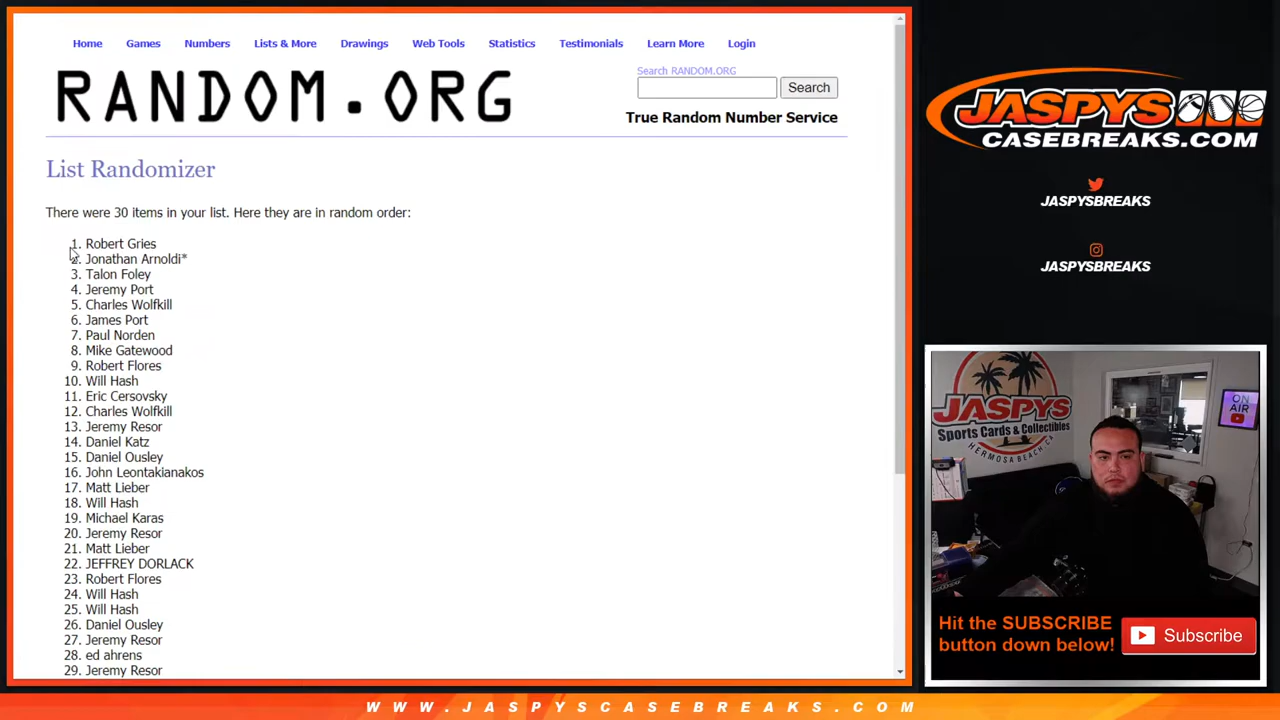 Home Games Numbers Lists & More Drawings Web Tools Statistics Testimonials Learn More Login
RANDOM.ORG
Search RANDOM.ORG
Search
True Random Number Service
List Randomizer
There were 30 items in your list. Here they are in random order:
1. Robert Gries
2. Jonathan Arnoldi*
3. Talon Foley
4. Jeremy Port
5. Charles Wolfkill
6. James Port
7. Paul Norden
8. Mike Gatewood
9. Robert Flores
10. Will Hash
11. Eric Cersovsky
12. Charles Wolfkill
13. Jeremy Resor
14. Daniel Katz
15. Daniel Ousley
16. John Leontakianakos
17. Matt Lieber
18. Will Hash
19. Michael Karas
20. Jeremy Resor
21. Matt Lieber
22. JEFFREY DORLACK
23. Robert Flores
24. Will Hash
25. Will Hash
26. Daniel Ousley
27. Jeremy Resor
28. ed ahrens
29. Jeremy Resor
JASPYS
CASEBREAKS.COM
JASPYSBREAKS
JASPYSBREAKS
JASPYS
Sports Cards & Collectibles
HERMOSA BEACH, CA
ON
AIR
Hit the SUBSCRIBE
button down below!
Subscribe
WWW.JASPYSCASEBREAKS.COM